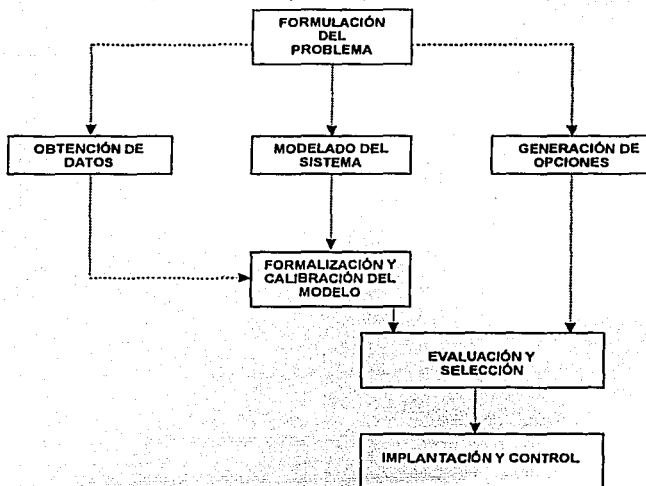 FORMULACIÓN
DEL
PROBLEMA
OBTENCIÓN DE
DATOS
MODELADO DEL
SISTEMA
GENERACIÓN DE
OPCIONES
FORMALIZACIÓN Y
CALIBRACIÓN DEL
MODELO
EVALUACIÓN Y
SELECCIÓN
IMPLANTACIÓN Y CONTROL